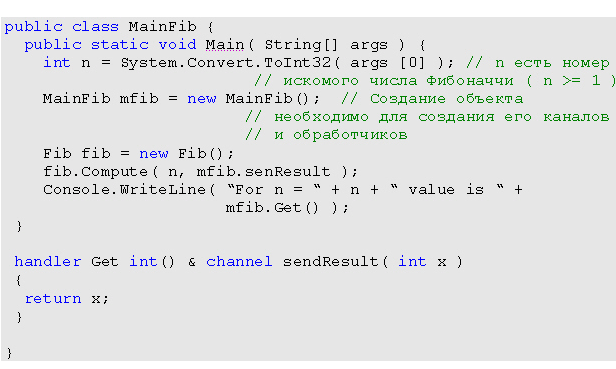 public class MainFib {
public static void Main( String[] args ) {
int n = System.Convert.ToInt32( args [0] ); // n есть номер
// искомого числа Фибоначчи ( n >= 1 )
MainFib mfib = new MainFib(); // Создание объекта
// необходимо для создания его каналов
// и обработчиков
Fib fib = new Fib();
fib.Compute( n, mfib.senResult );
Console.WriteLine( “For n = “ + n + “ value is “ +
mfib.Get() );
}
handler Get int() & channel sendResult( int x )
{
return x;
}
}